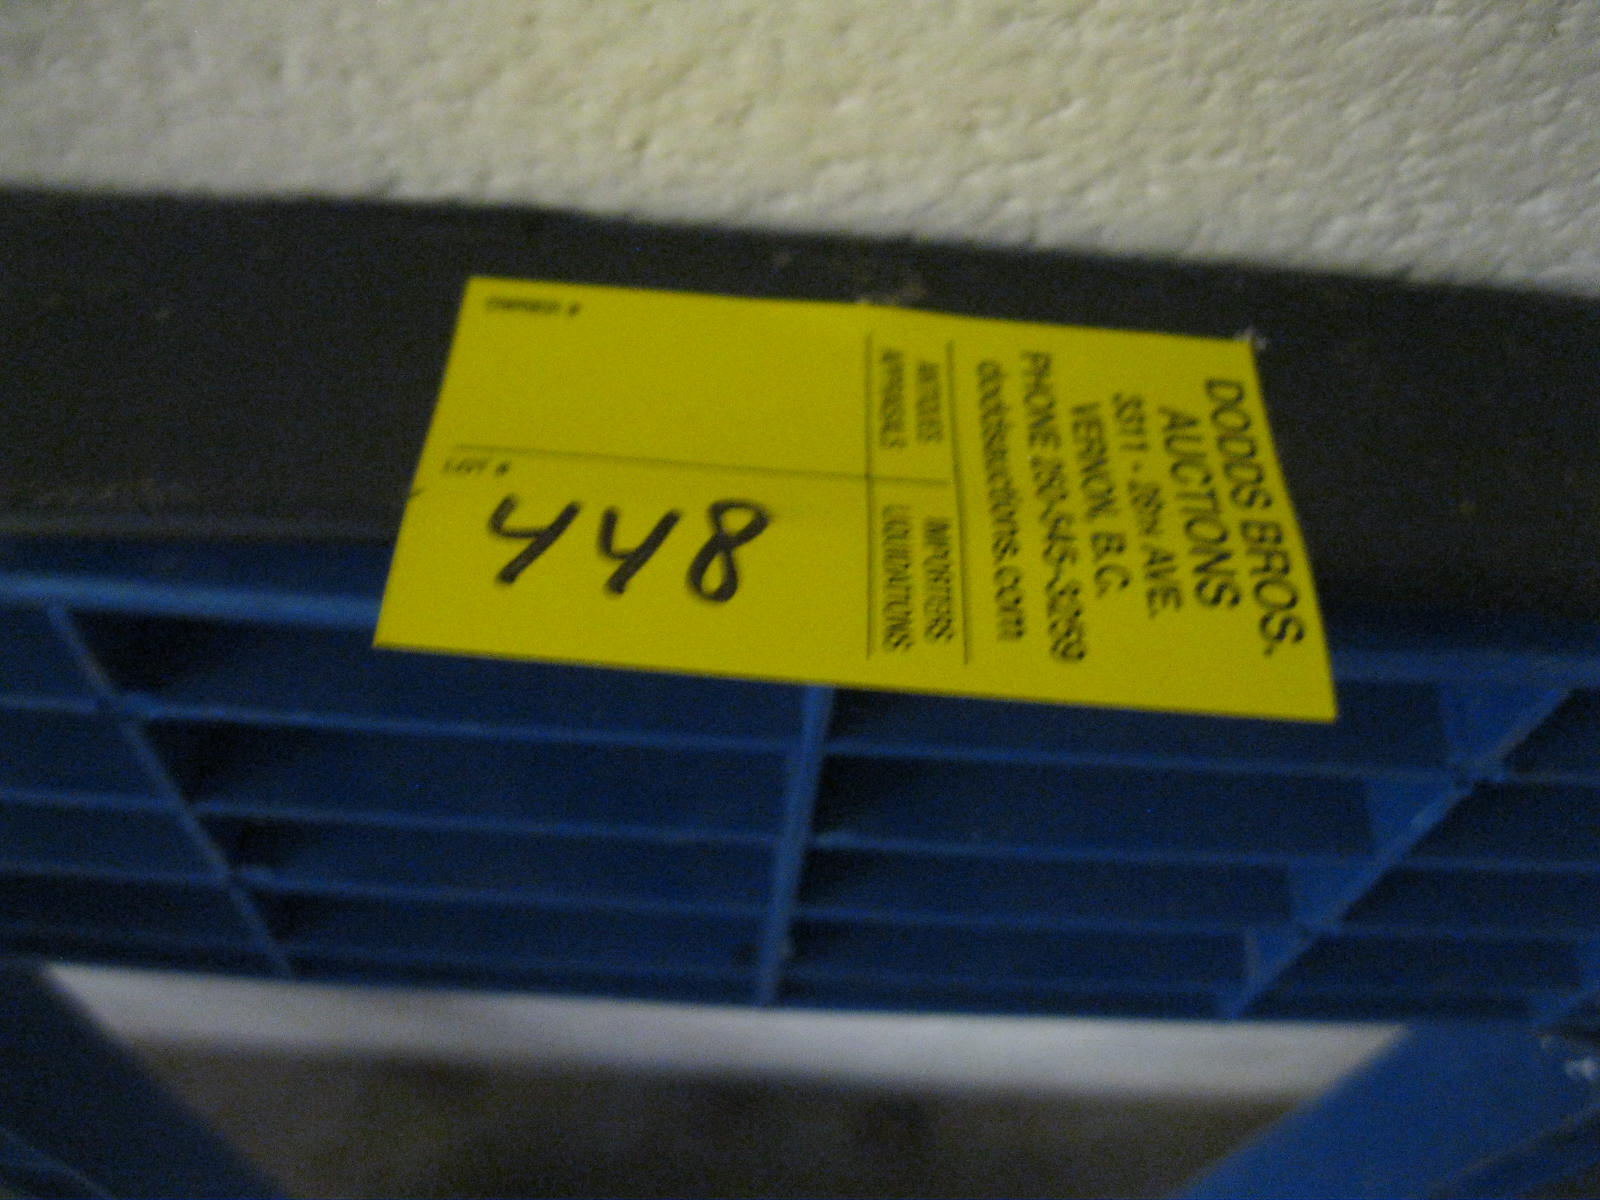 DODDS BROS.
AUCTIONS
3311 - 28TH AVE.
VERNON, B.C.
PHONE 250-545-3259
doddsauctions.com
ANTIQUES IMPORTERS
APPRAISALS LIQUIDATIONS
OWNER #
LOT #
448